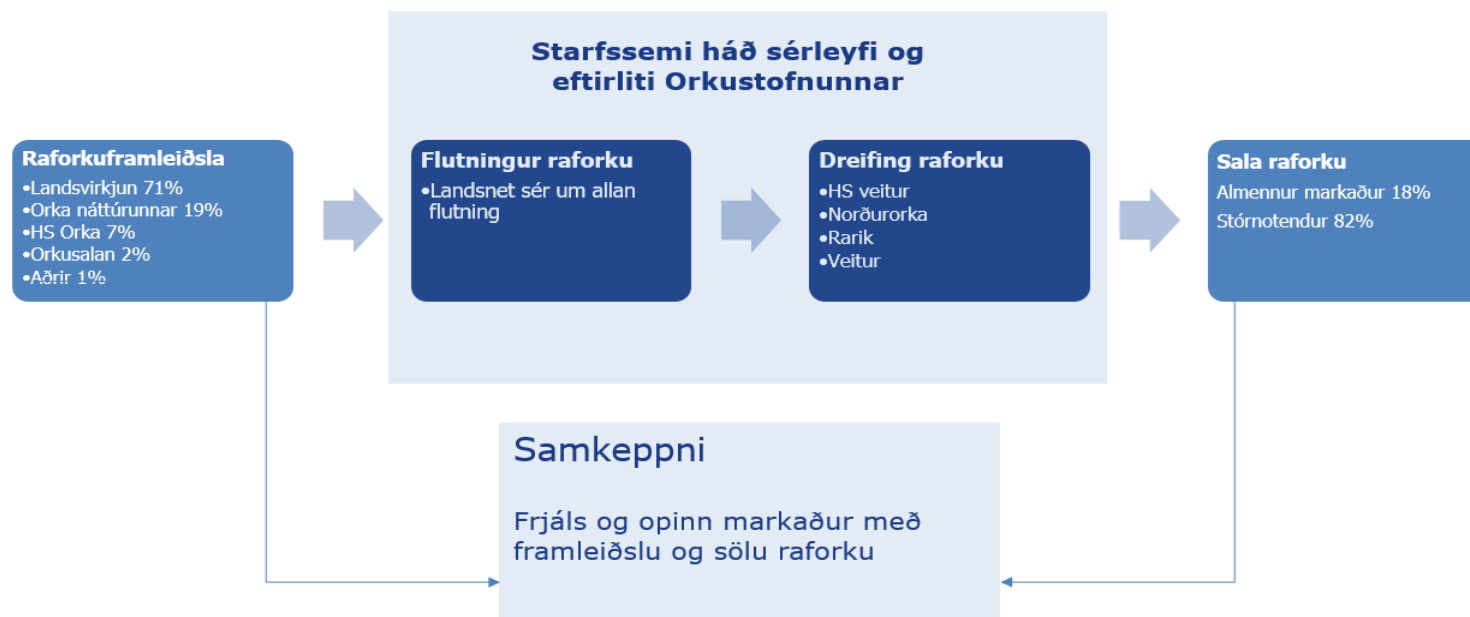 Starfssemi háð sérleyfi og
eftirliti Orkustofnunnar
Raforkuframleiðsla
•Landsvirkjun 71%
•Orka náttúrunnar 19%
•HS Orka 7%
•Orkusalan 2%
•Aðrir 1%
Flutningur raforku
•Landsnet sér um allan
flutning
Dreifing raforku
•HS veitur
•Norðurorka
•Rarik
•Veitur
Sala raforku
Almennur markaður 18%
Stórnotendur 82%
Samkeppni
Frjáls og opinn markaður með
framleiðslu og sölu raforku